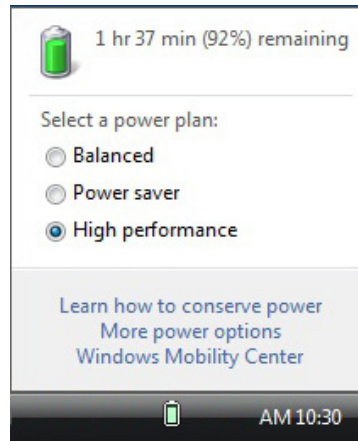 1 hr 37 min (92%) remaining
Select a power plan:
Balanced
Power saver
High performance
Learn how to conserve power
More power options
Windows Mobility Center
AM 10:30